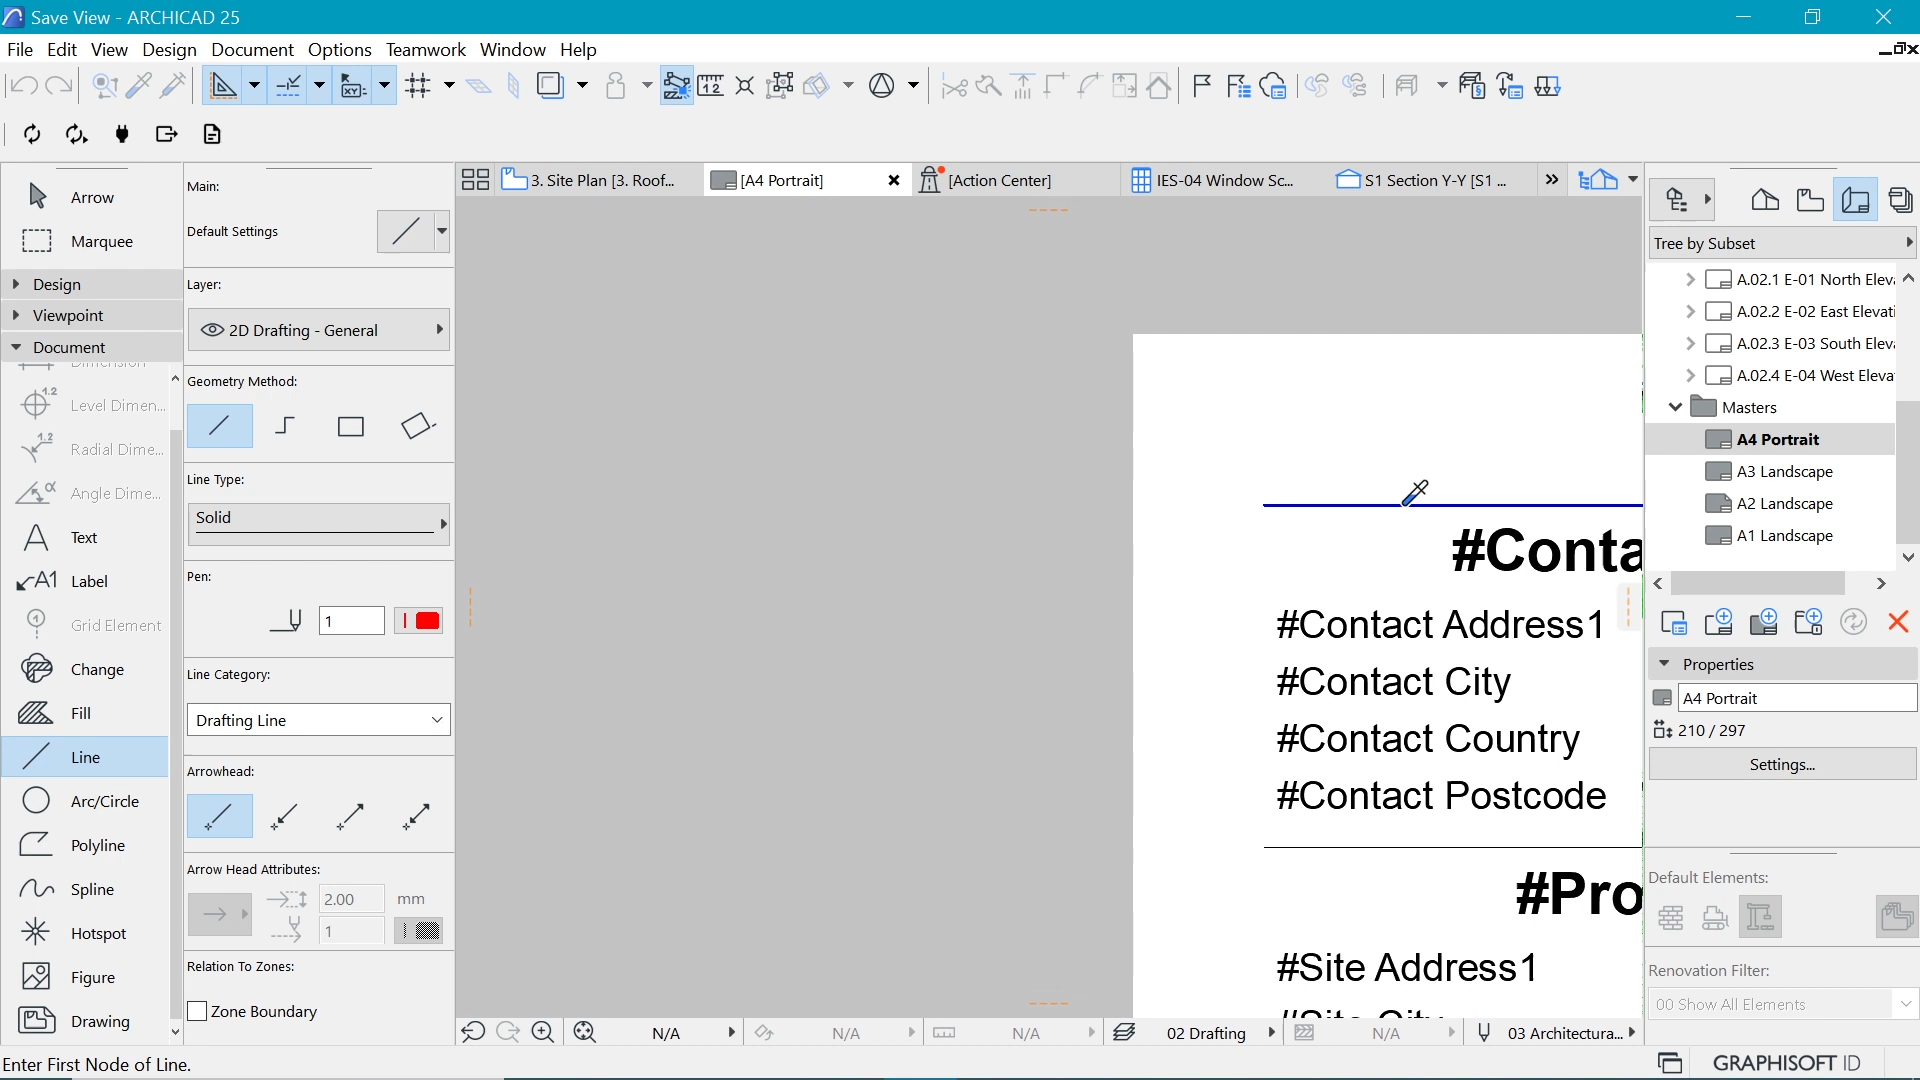 Save View - ARCHICAD 25
File Edit View Design Document Options Teamwork Window Help
Arrow
Marquee
Design
Viewpoint
Document
Dimension
1.2
Level Dimen...
1.2
Radial Dime...
Angle Dime...
Text
A1 Label
Grid Element
Change
Fill
Line
Arc/Circle
Polyline
Spline
Hotspot
Figure
Drawing
Main:
Default Settings
Layer:
2D Drafting - General
Geometry Method:
Line Type:
Solid
Pen:
1
Line Category:
Drafting Line
Arrowhead:
Arrow Head Attributes:
2.00 mm
1
Relation To Zones:
Zone Boundary
3. Site Plan [3. Roof...
[A4 Portrait]
[Action Center]
IES-04 Window Sc...
S1 Section Y-Y [S1 ...
#Conta
#Contact Address1
#Contact City
#Contact Country
#Contact Postcode
#Pro
#Site Address1
#Site City
N/A N/A N/A 02 Drafting N/A 03 Architectura...
Tree by Subset
A.02.1 E-01 North Elev
A.02.2 E-02 East Elevati
A.02.3 E-03 South Elev
A.02.4 E-04 West Eleva
Masters
A4 Portrait
A3 Landscape
A2 Landscape
A1 Landscape
Properties
A4 Portrait
210 / 297
Settings...
Default Elements:
Renovation Filter:
00 Show All Elements
Enter First Node of Line.
GRAPHISOFT ID